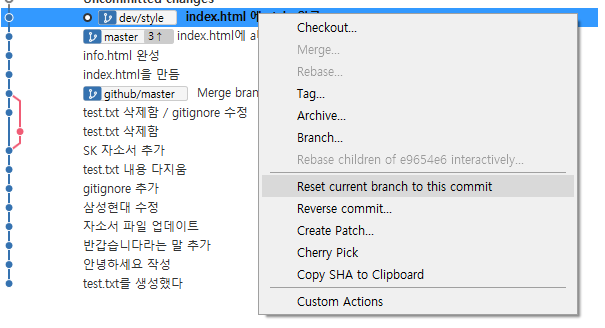 Uncommitted changes
dev/style index.html 에
master 3↑ index.html에 a
info.html 완성
index.html을 만듬
github/master Merge bran
test.txt 삭제함 / gitignore 수정
test.txt 삭제함
SK 자소서 추가
test.txt 내용 다지움
gitignore 추가
삼성현대 수정
자소서 파일 업데이트
반갑습니다라는 말 추가
안녕하세요 작성
test.txt를 생성했다
Checkout...
Merge...
Rebase...
Tag...
Archive...
Branch...
Rebase children of e9654e6 interactively...
Reset current branch to this commit
Reverse commit...
Create Patch...
Cherry Pick
Copy SHA to Clipboard
Custom Actions